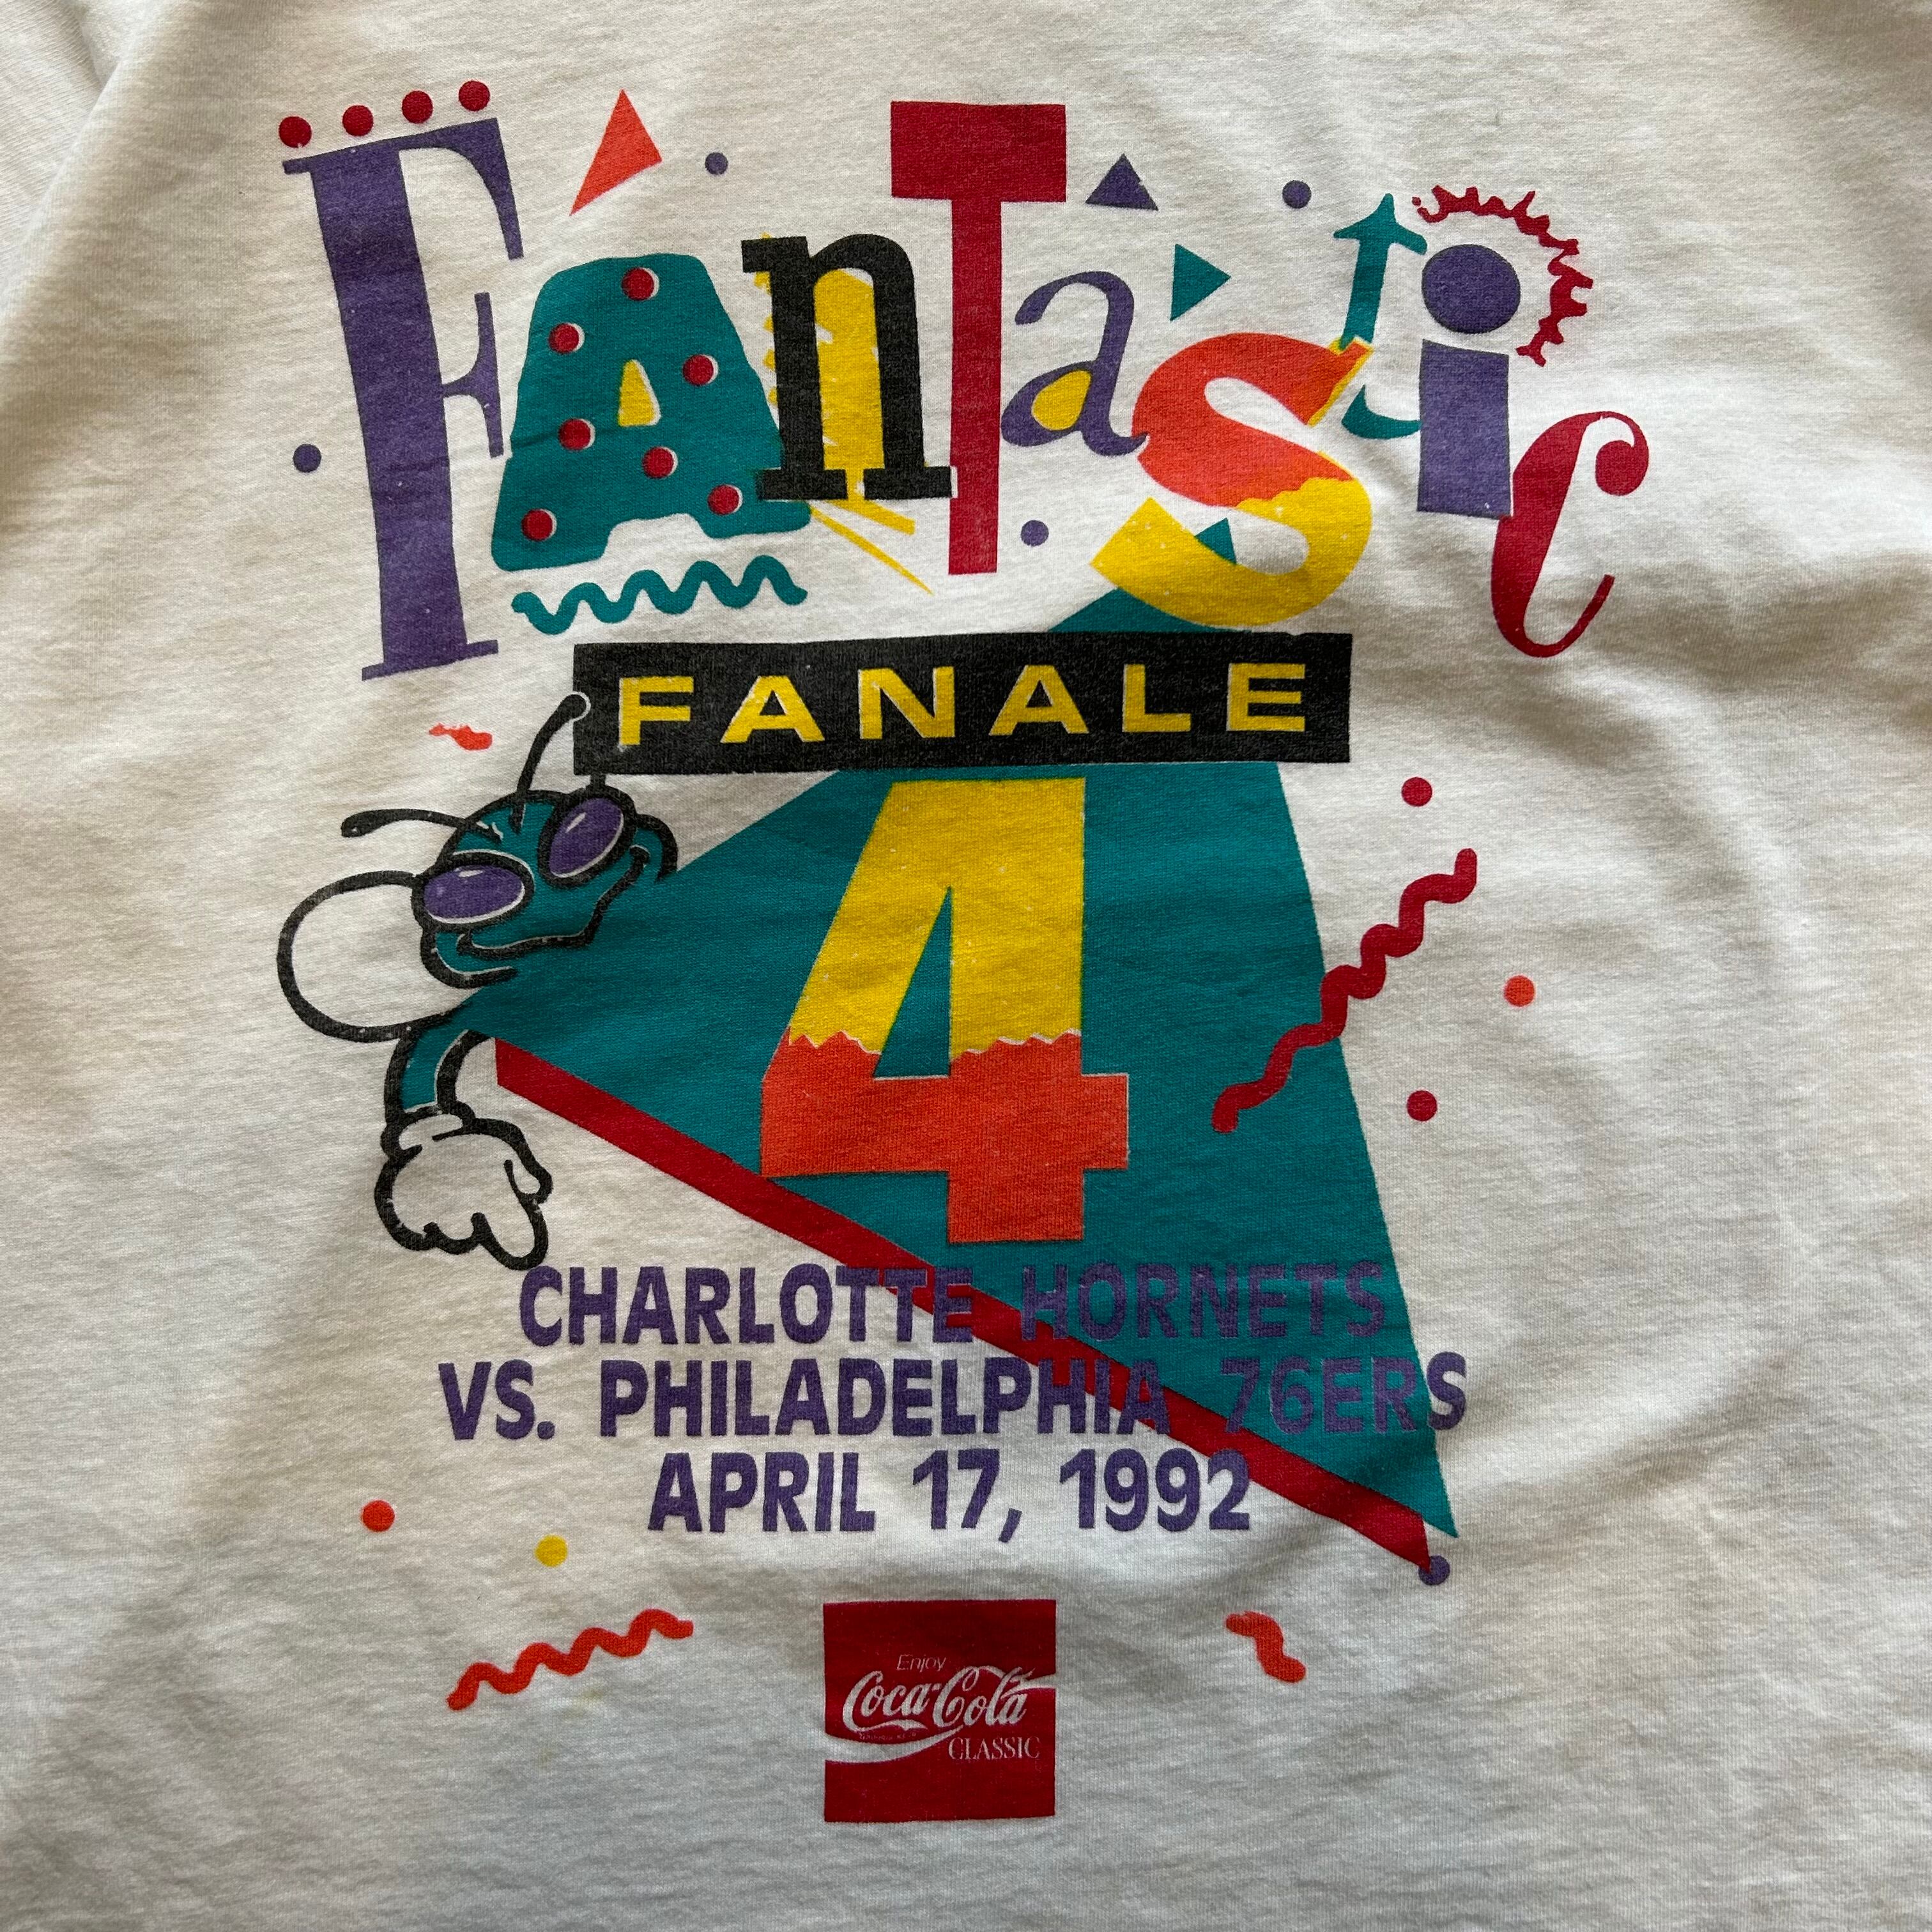 FanTastic
FANALE
4
CHARLOTTE HORNETS
VS. PHILADELPHIA 76ERS
APRIL 17, 1992
Enjoy
Coca-Cola
CLASSIC